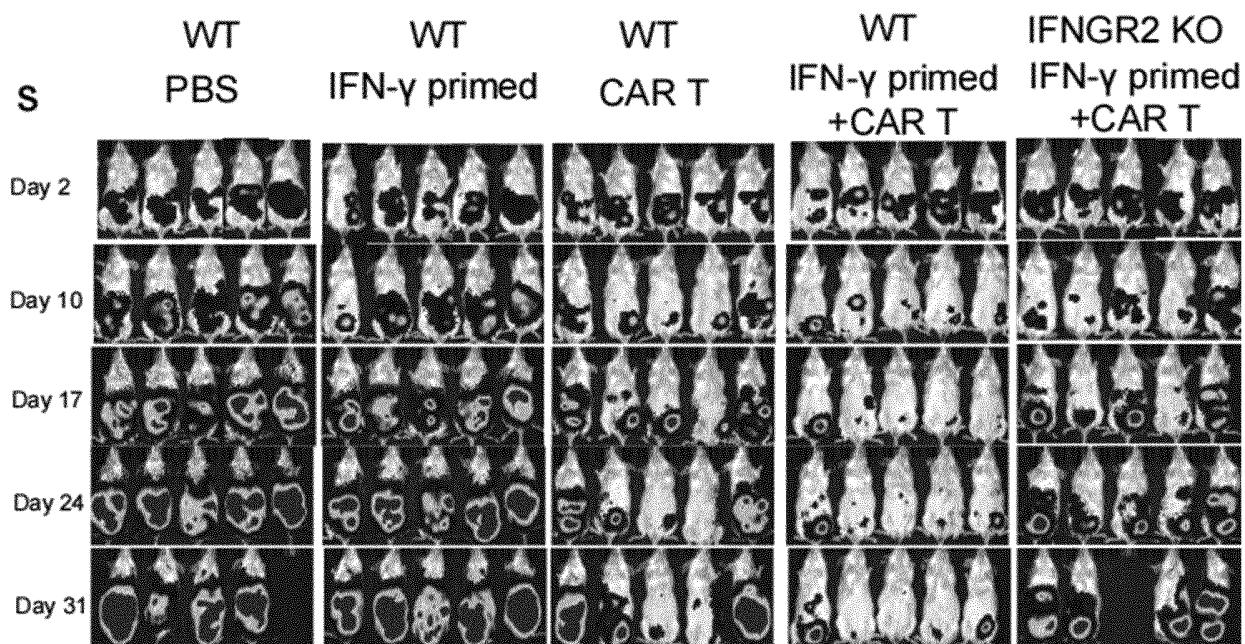 S
WT
PBS
WT
IFN-γ primed
WT
CAR T
WT
IFN-γ primed
+CAR T
IFNGR2 KO
IFN-γ primed
+CAR T
Day 2
Day 10
Day 17
Day 24
Day 31